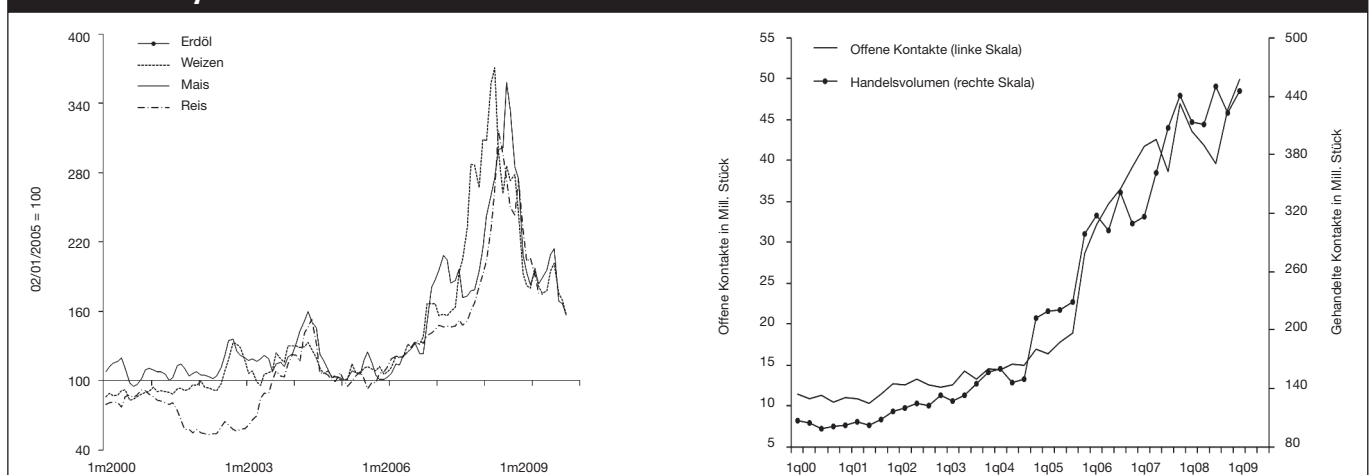 400
340
280
220
160
100
40
02/01/2005 = 100
Erdöl
Weizen
Mais
Reis
1m2000
1m2003
1m2006
1m2009
55
50
45
40
35
30
25
20
15
10
5
Offene Kontakte in Mill. Stück
Offene Kontakte (linke Skala)
Handelsvolumen (rechte Skala)
500
440
380
320
260
200
140
80
Gehandelte Kontakte in Mill. Stück
1q00
1q01
1q02
1q03
1q04
1q05
1q06
1q07
1q08
1q09